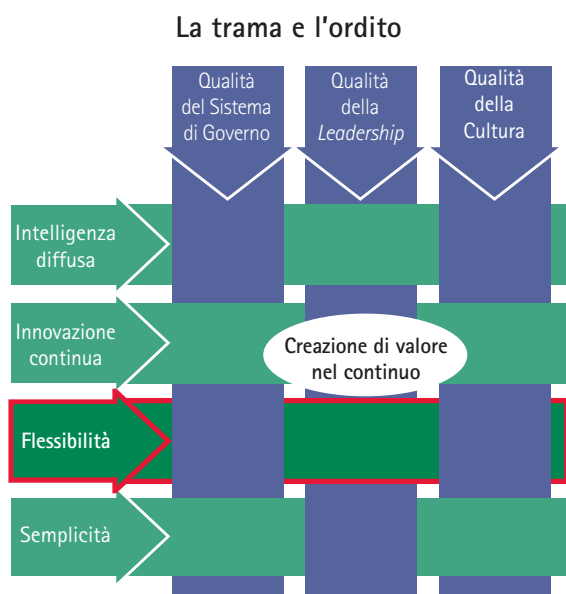 La trama e l'ordito
Qualità
del Sistema
di Governo
Qualità
della
Leadership
Qualità
della
Cultura
Intelligenza
diffusa
Innovazione
continua
Creazione di valore
nel continuo
Flessibilità
Semplicità